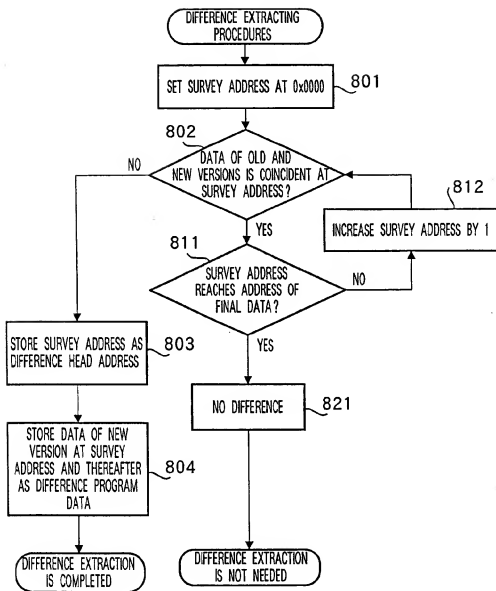 DIFFERENCE EXTRACTING
PROCEDURES
SET SURVEY ADDRESS AT 0x0000
801
802
NO
DATA OF OLD AND
NEW VERSIONS IS COINCIDENT AT
SURVEY ADDRESS?
812
YES
INCREASE SURVEY ADDRESS BY 1
811
SURVEY ADDRESS
REACHES ADDRESS OF
FINAL DATA?
NO
STORE SURVEY ADDRESS AS
DIFFERENCE HEAD ADDRESS
803
YES
NO DIFFERENCE
821
STORE DATA OF NEW
VERSION AT SURVEY
ADDRESS AND THEREAFTER
AS DIFFERENCE PROGRAM
DATA
804
DIFFERENCE EXTRACTION
IS COMPLETED
DIFFERENCE EXTRACTION
IS NOT NEEDED